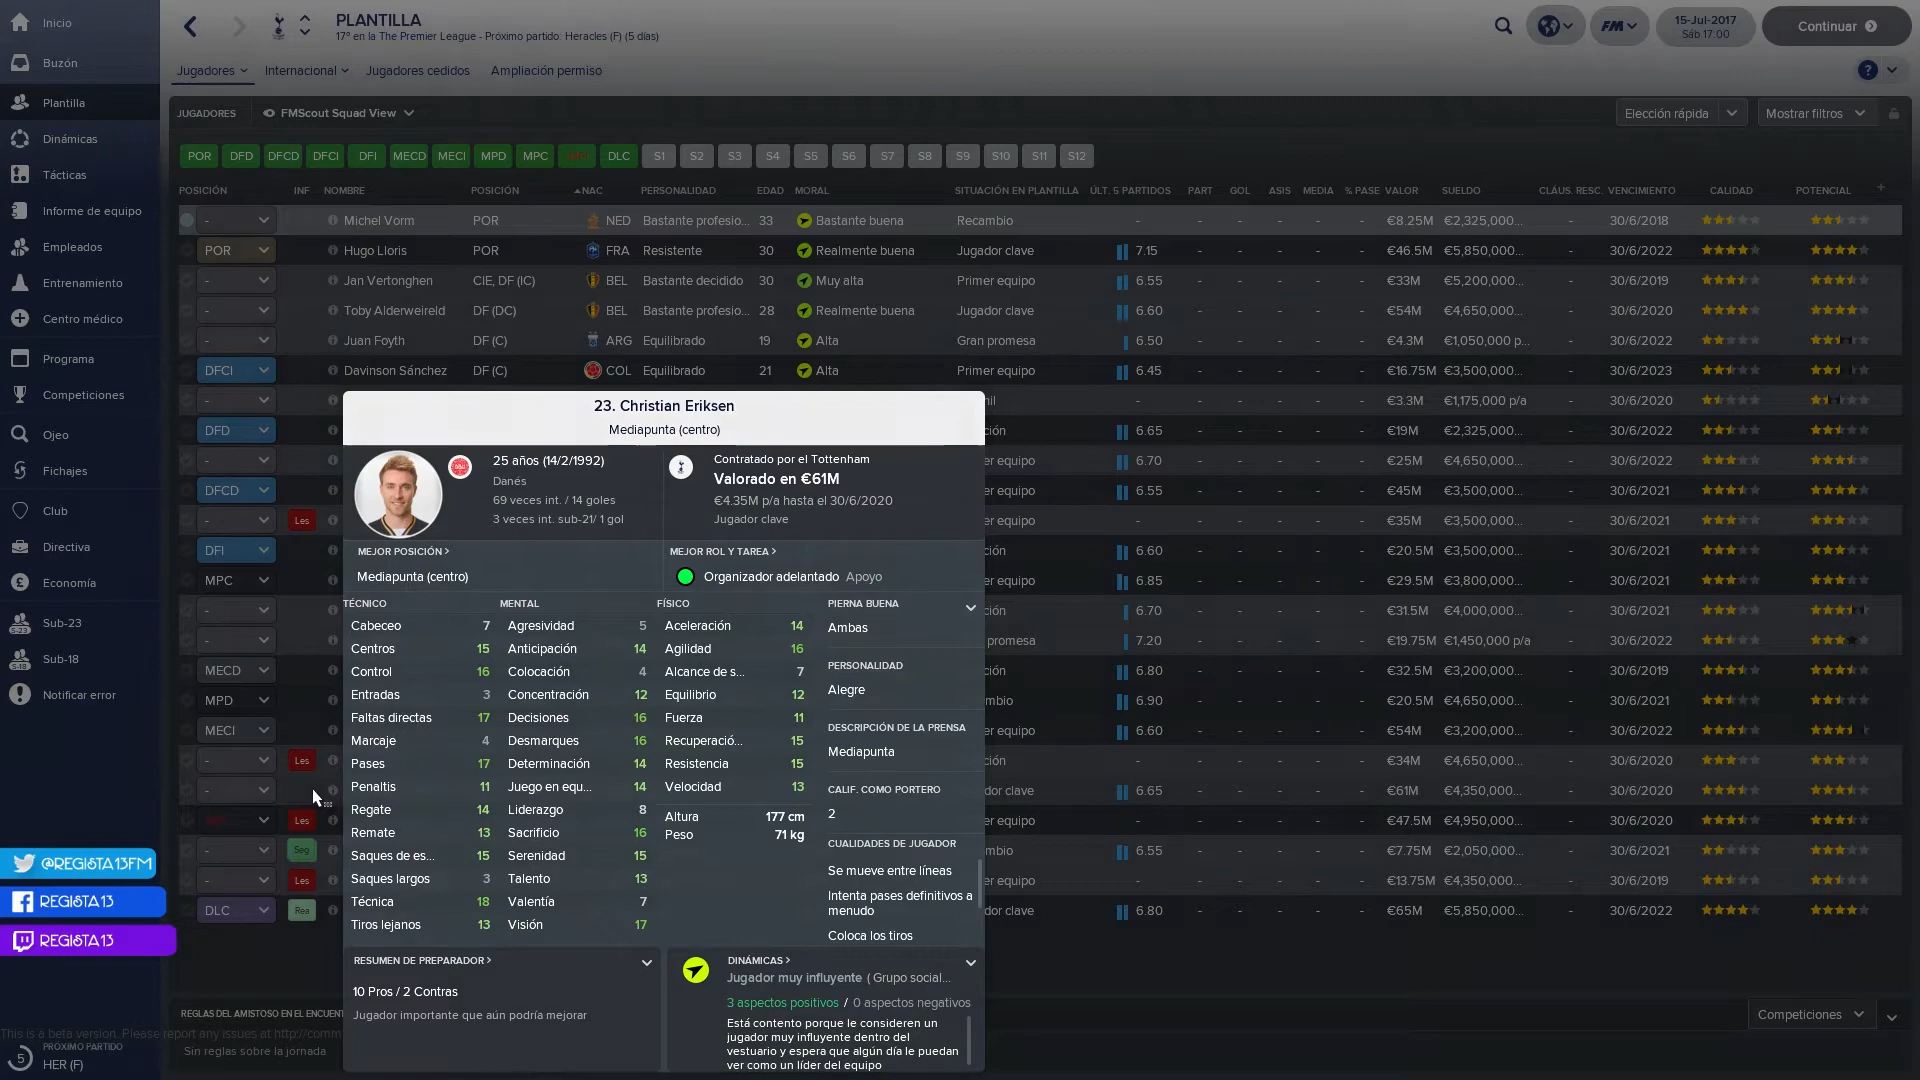 Inicio
Buzón
Plantilla
Dinámicas
Tácticas
Informe de equipo
Empleados
Entrenamiento
Centro médico
Programa
Competiciones
Ojeo
Fichajes
Club
Directiva
Economía
Sub-23
Sub-18
Notificar error
@REGISTA13FM
REGISTA13
REGISTA13
PRÓXIMO PARTIDO
5 HER (F)
PLANTILLA
17º en la The Premier League - Próximo partido: Heracles (F) (5 días)
FM
15-Jul-2017
Sáb 17:00
Continuar
Jugadores Internacional Jugadores cedidos Ampliación permiso ?
JUGADORES FMScout Squad View Elección rápida Mostrar filtros
POR DFD DFCD DFCI DFI MECD MECI MPD MPC DLC S1 S2 S3 S4 S5 S6 S7 S8 S9 S10 S11 S12
POSICIÓN INF NOMBRE POSICIÓN NAC PERSONALIDAD EDAD MORAL SITUACIÓN EN PLANTILLA ÚLT. 5 PARTIDOS PART GOL ASIS MEDIA % PASE VALOR SUELDO CLÁUS. RESC. VENCIMIENTO CALIDAD POTENCIAL +
- Michel Vorm POR NED Bastante profesio... 33 Bastante buena Recambio - - - - - - €8.25M €2,325,000... - 30/6/2018
POR Hugo Lloris POR FRA Resistente 30 Realmente buena Jugador clave 7.15 - - - - - €46.5M €5,850,000... - 30/6/2022
- Jan Vertonghen CIE, DF (IC) BEL Bastante decidido 30 Muy alta Primer equipo 6.55 - - - - - €33M €5,200,000... - 30/6/2019
- Toby Alderweireld DF (DC) BEL Bastante profesio... 28 Realmente buena Jugador clave 6.60 - - - - - €54M €4,650,000... - 30/6/2020
- Juan Foyth DF (C) ARG Equilibrado 19 Alta Gran promesa 6.50 - - - - - €4.3M €1,050,000 p... - 30/6/2022
DFCI Davinson Sánchez DF (C) COL Equilibrado 21 Alta Primer equipo 6.45 - - - - - €16.75M €3,500,000... - 30/6/2023
- - - - - - - €3.3M €1,175,000 p/a - 30/6/2020
DFD 6.65 - - - - - €19M €2,325,000... - 30/6/2022
- equipo 6.70 - - - - - €25M €4,650,000... - 30/6/2022
DFCD equipo 6.55 - - - - - €45M €3,500,000... - 30/6/2021
- Les equipo - - - - - - €35M €3,500,000... - 30/6/2021
DFI 6.60 - - - - - €20.5M €3,500,000... - 30/6/2021
MPC equipo 6.85 - - - - - €29.5M €3,800,000... - 30/6/2021
- 6.70 - - - - - €31.5M €4,000,000... - 30/6/2021
- promesa 7.20 - - - - - €19.75M €1,450,000 p/a - 30/6/2022
MECD 6.80 - - - - - €32.5M €3,200,000... - 30/6/2019
MPD 6.90 - - - - - €20.5M €4,650,000... - 30/6/2021
MECI equipo 6.60 - - - - - €54M €3,200,000... - 30/6/2022
- Les - - - - - - €34M €4,650,000... - 30/6/2020
- clave 6.65 - - - - - €61M €4,350,000... - 30/6/2020
Les equipo - - - - - - €47.5M €4,950,000... - 30/6/2020
- Seg 6.55 - - - - - €7.75M €2,050,000... - 30/6/2021
- Les equipo - - - - - - €13.75M €4,350,000... - 30/6/2019
DLC Rea clave 6.80 - - - - - €65M €5,850,000... - 30/6/2022
23. Christian Eriksen
Mediapunta (centro)
25 años (14/2/1992)
Danés
69 veces int. / 14 goles
3 veces int. sub-21/ 1 gol
Contratado por el Tottenham
Valorado en €61M
€4.35M p/a hasta el 30/6/2020
Jugador clave
MEJOR POSICIÓN >
Mediapunta (centro)
MEJOR ROL Y TAREA >
Organizador adelantado Apoyo
TÉCNICO
Cabeceo 7
Centros 15
Control 16
Entradas 3
Faltas directas 17
Marcaje 4
Pases 17
Penaltis 11
Regate 14
Remate 13
Saques de es... 15
Saques largos 3
Técnica 18
Tiros lejanos 13
MENTAL
Agresividad 5
Anticipación 14
Colocación 4
Concentración 12
Decisiones 16
Desmarques 16
Determinación 14
Juego en equ... 14
Liderazgo 8
Sacrificio 16
Serenidad 15
Talento 13
Valentía 7
Visión 17
FÍSICO
Aceleración 14
Agilidad 16
Alcance de s... 7
Equilibrio 12
Fuerza 11
Recuperació... 15
Resistencia 15
Velocidad 13
Altura 177 cm
Peso 71 kg
PIERNA BUENA
Ambas
PERSONALIDAD
Alegre
DESCRIPCIÓN DE LA PRENSA
Mediapunta
CALIF. COMO PORTERO
2
CUALIDADES DE JUGADOR
Se mueve entre líneas
Intenta pases definitivos a
menudo
Coloca los tiros
RESUMEN DE PREPARADOR >
10 Pros / 2 Contras
Jugador importante que aún podría mejorar
DINÁMICAS >
Jugador muy influyente ( Grupo social...
3 aspectos positivos / 0 aspectos negativos
Está contento porque le consideren un
jugador muy influyente dentro del
vestuario y espera que algún día le puedan
ver como un líder del equipo
REGLAS DEL AMISTOSO EN EL ENCUENT
This is a beta version. Please report any issues at http://comm
Sin reglas sobre la jornada
Competiciones